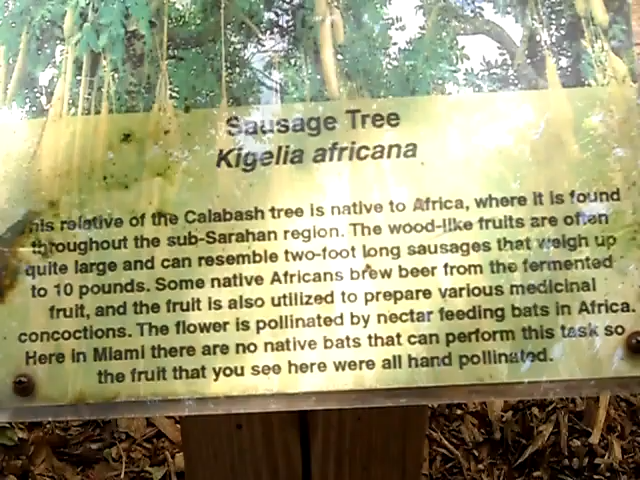 Sausage Tree
Kigelia africana
his relative of the Calabash tree is native to Africa, where it is found
throughout the sub-Sarahan region. The wood-like fruits are often
quite large and can resemble two-foot long sausages that weigh up
to 10 pounds. Some native Africans brew beer from the fermented
fruit, and the fruit is also utilized to prepare various medicinal
concoctions. The flower is pollinated by nectar feeding bats in Africa.
Here in Miami there are no native bats that can perform this task so
the fruit that you see here were all hand pollinated.